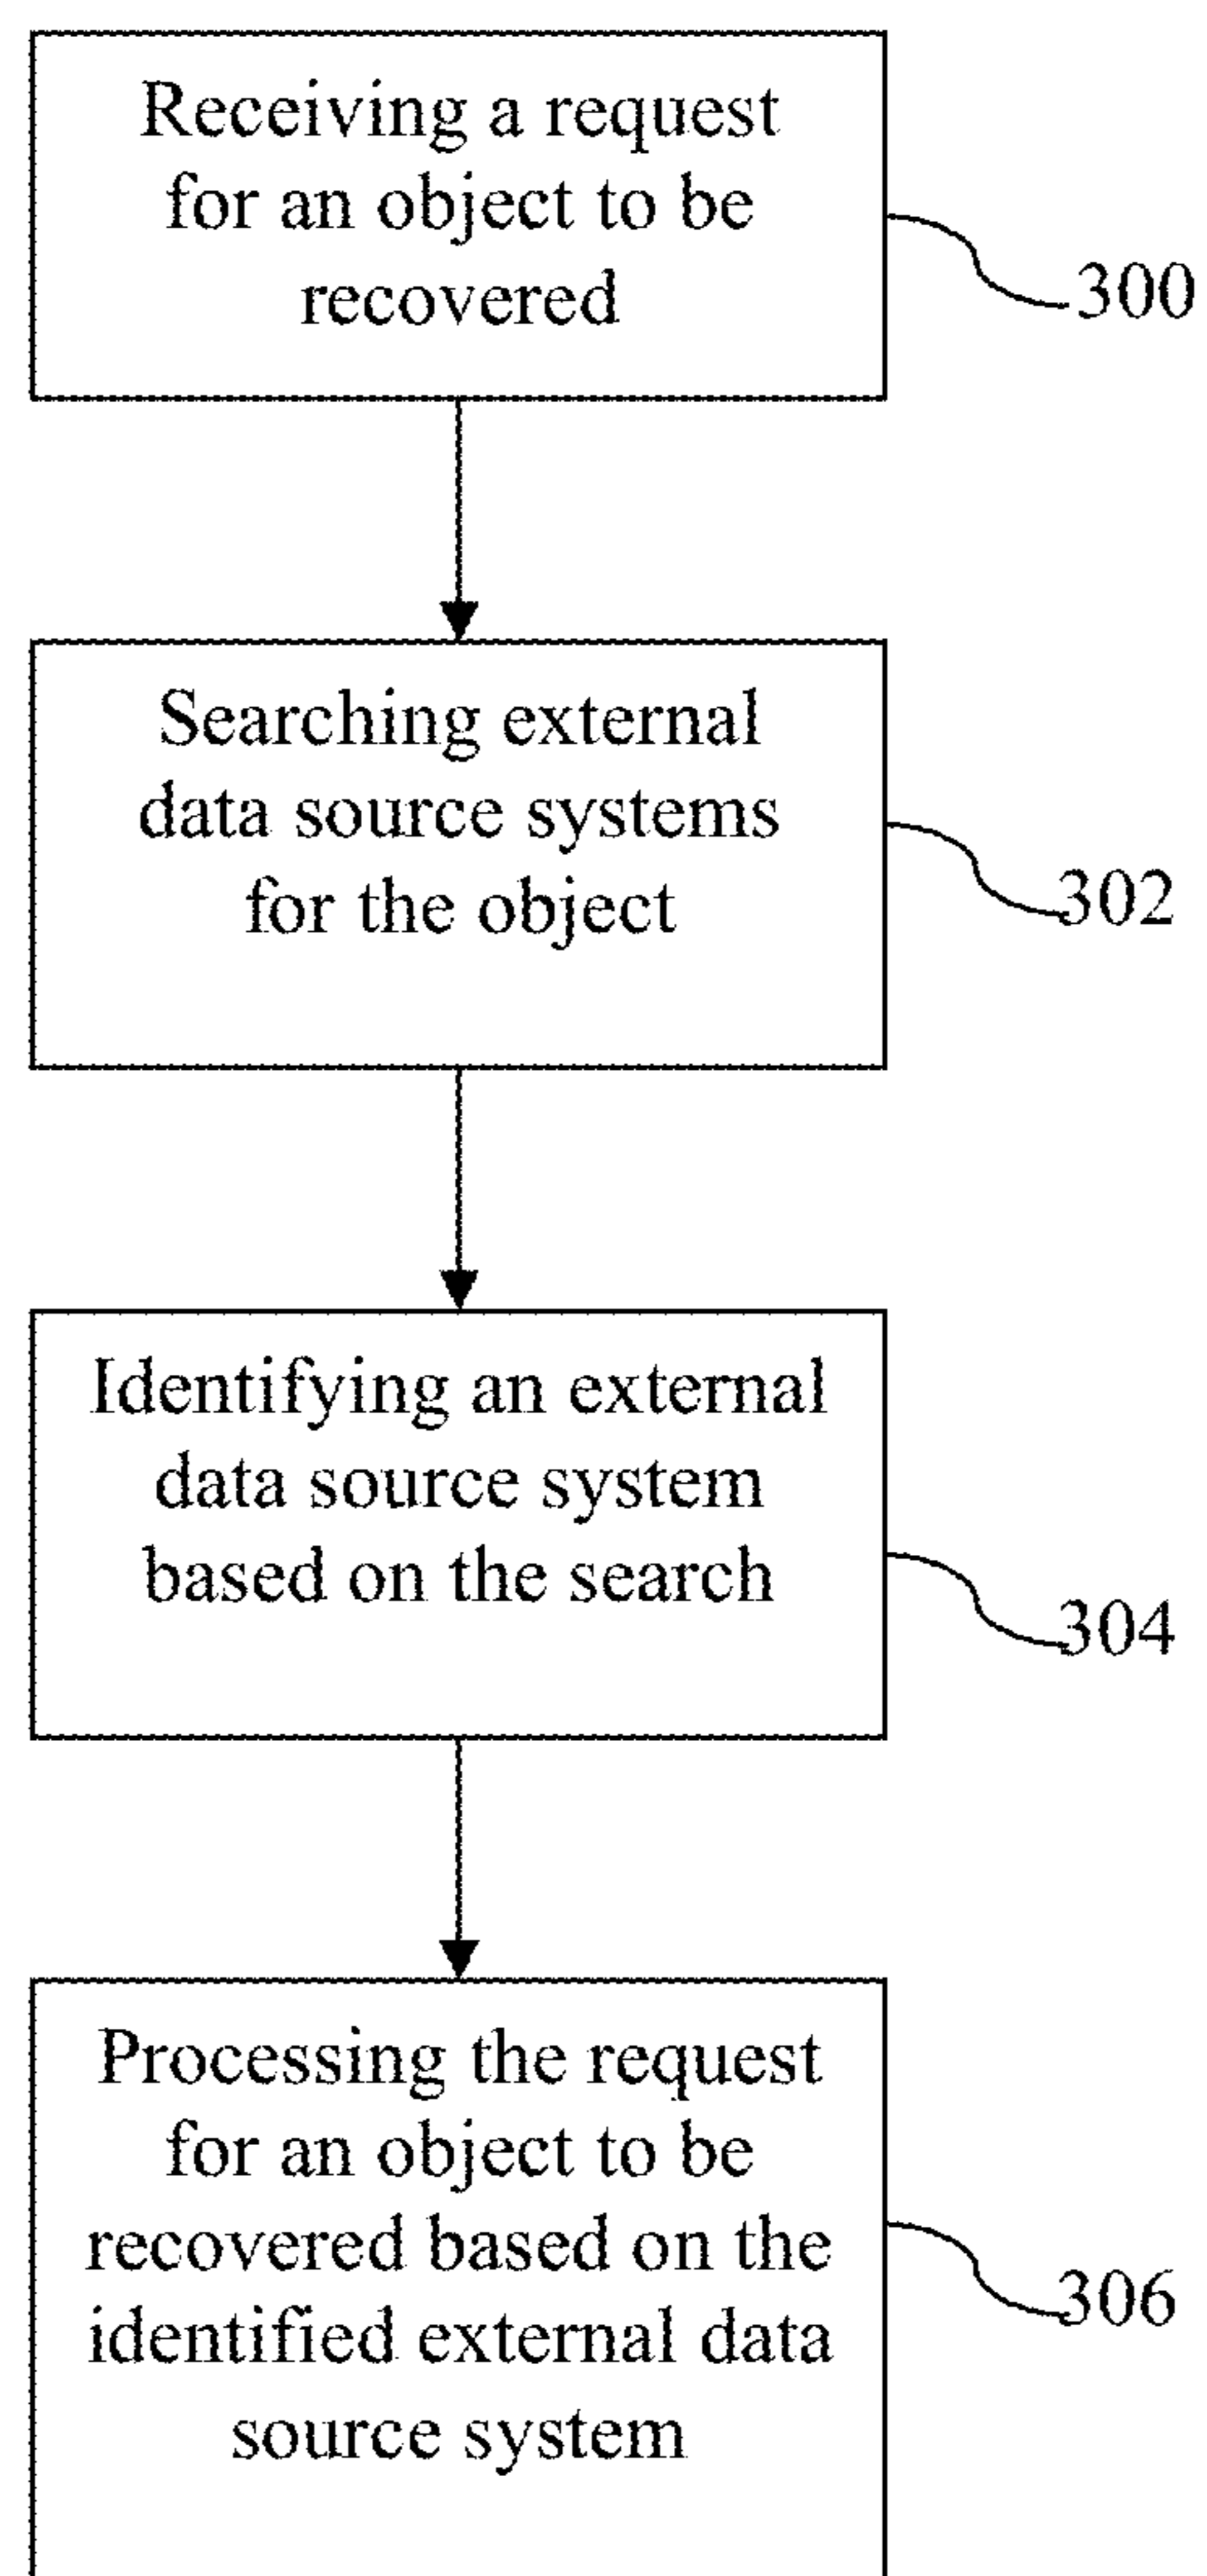 Receiving a request
for an object to be
recovered
300
Searching external
data source systems
for the object
302
Identifying an external
data source system
based on the search
304
Processing the request
for an object to be
recovered based on the
identified external data
source system
306